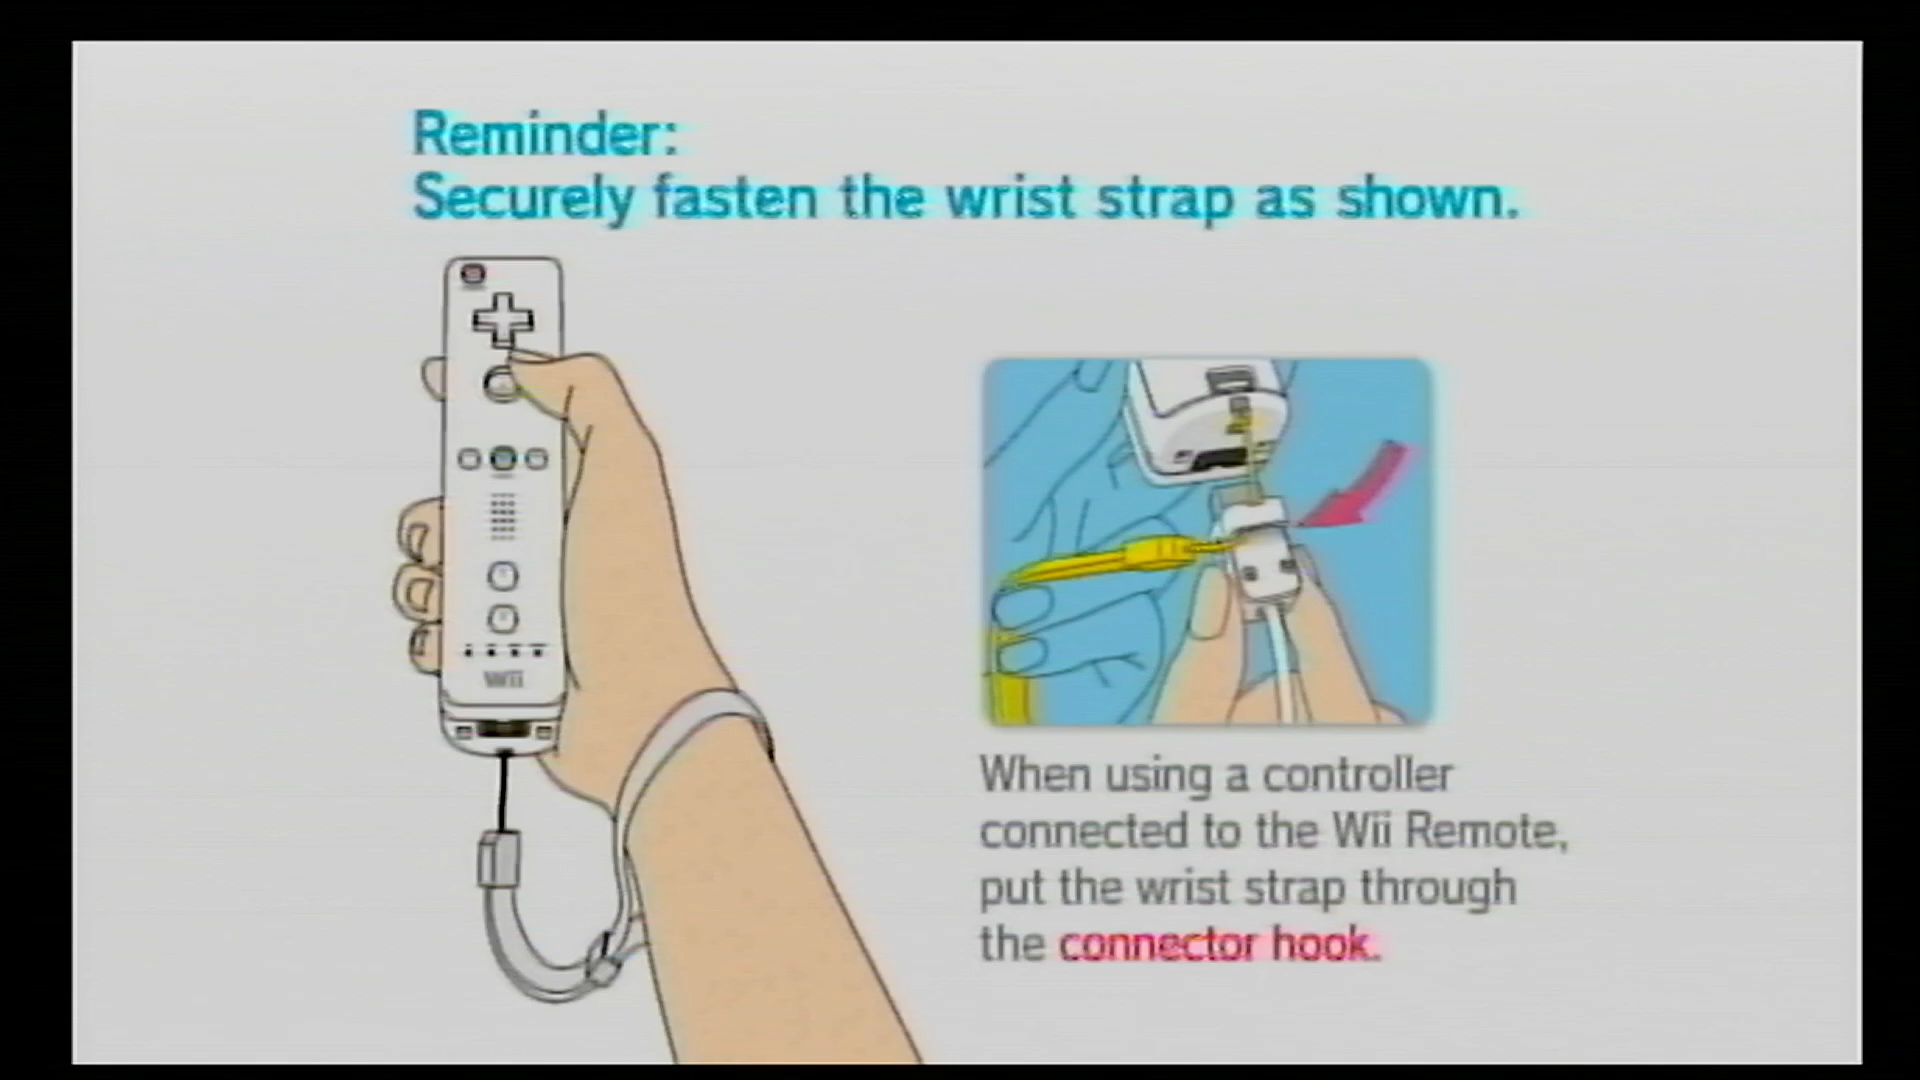 Reminder:
Securely fasten the wrist strap as shown.
Wii
When using a controller
connected to the Wii Remote,
put the wrist strap through
the connector hook.